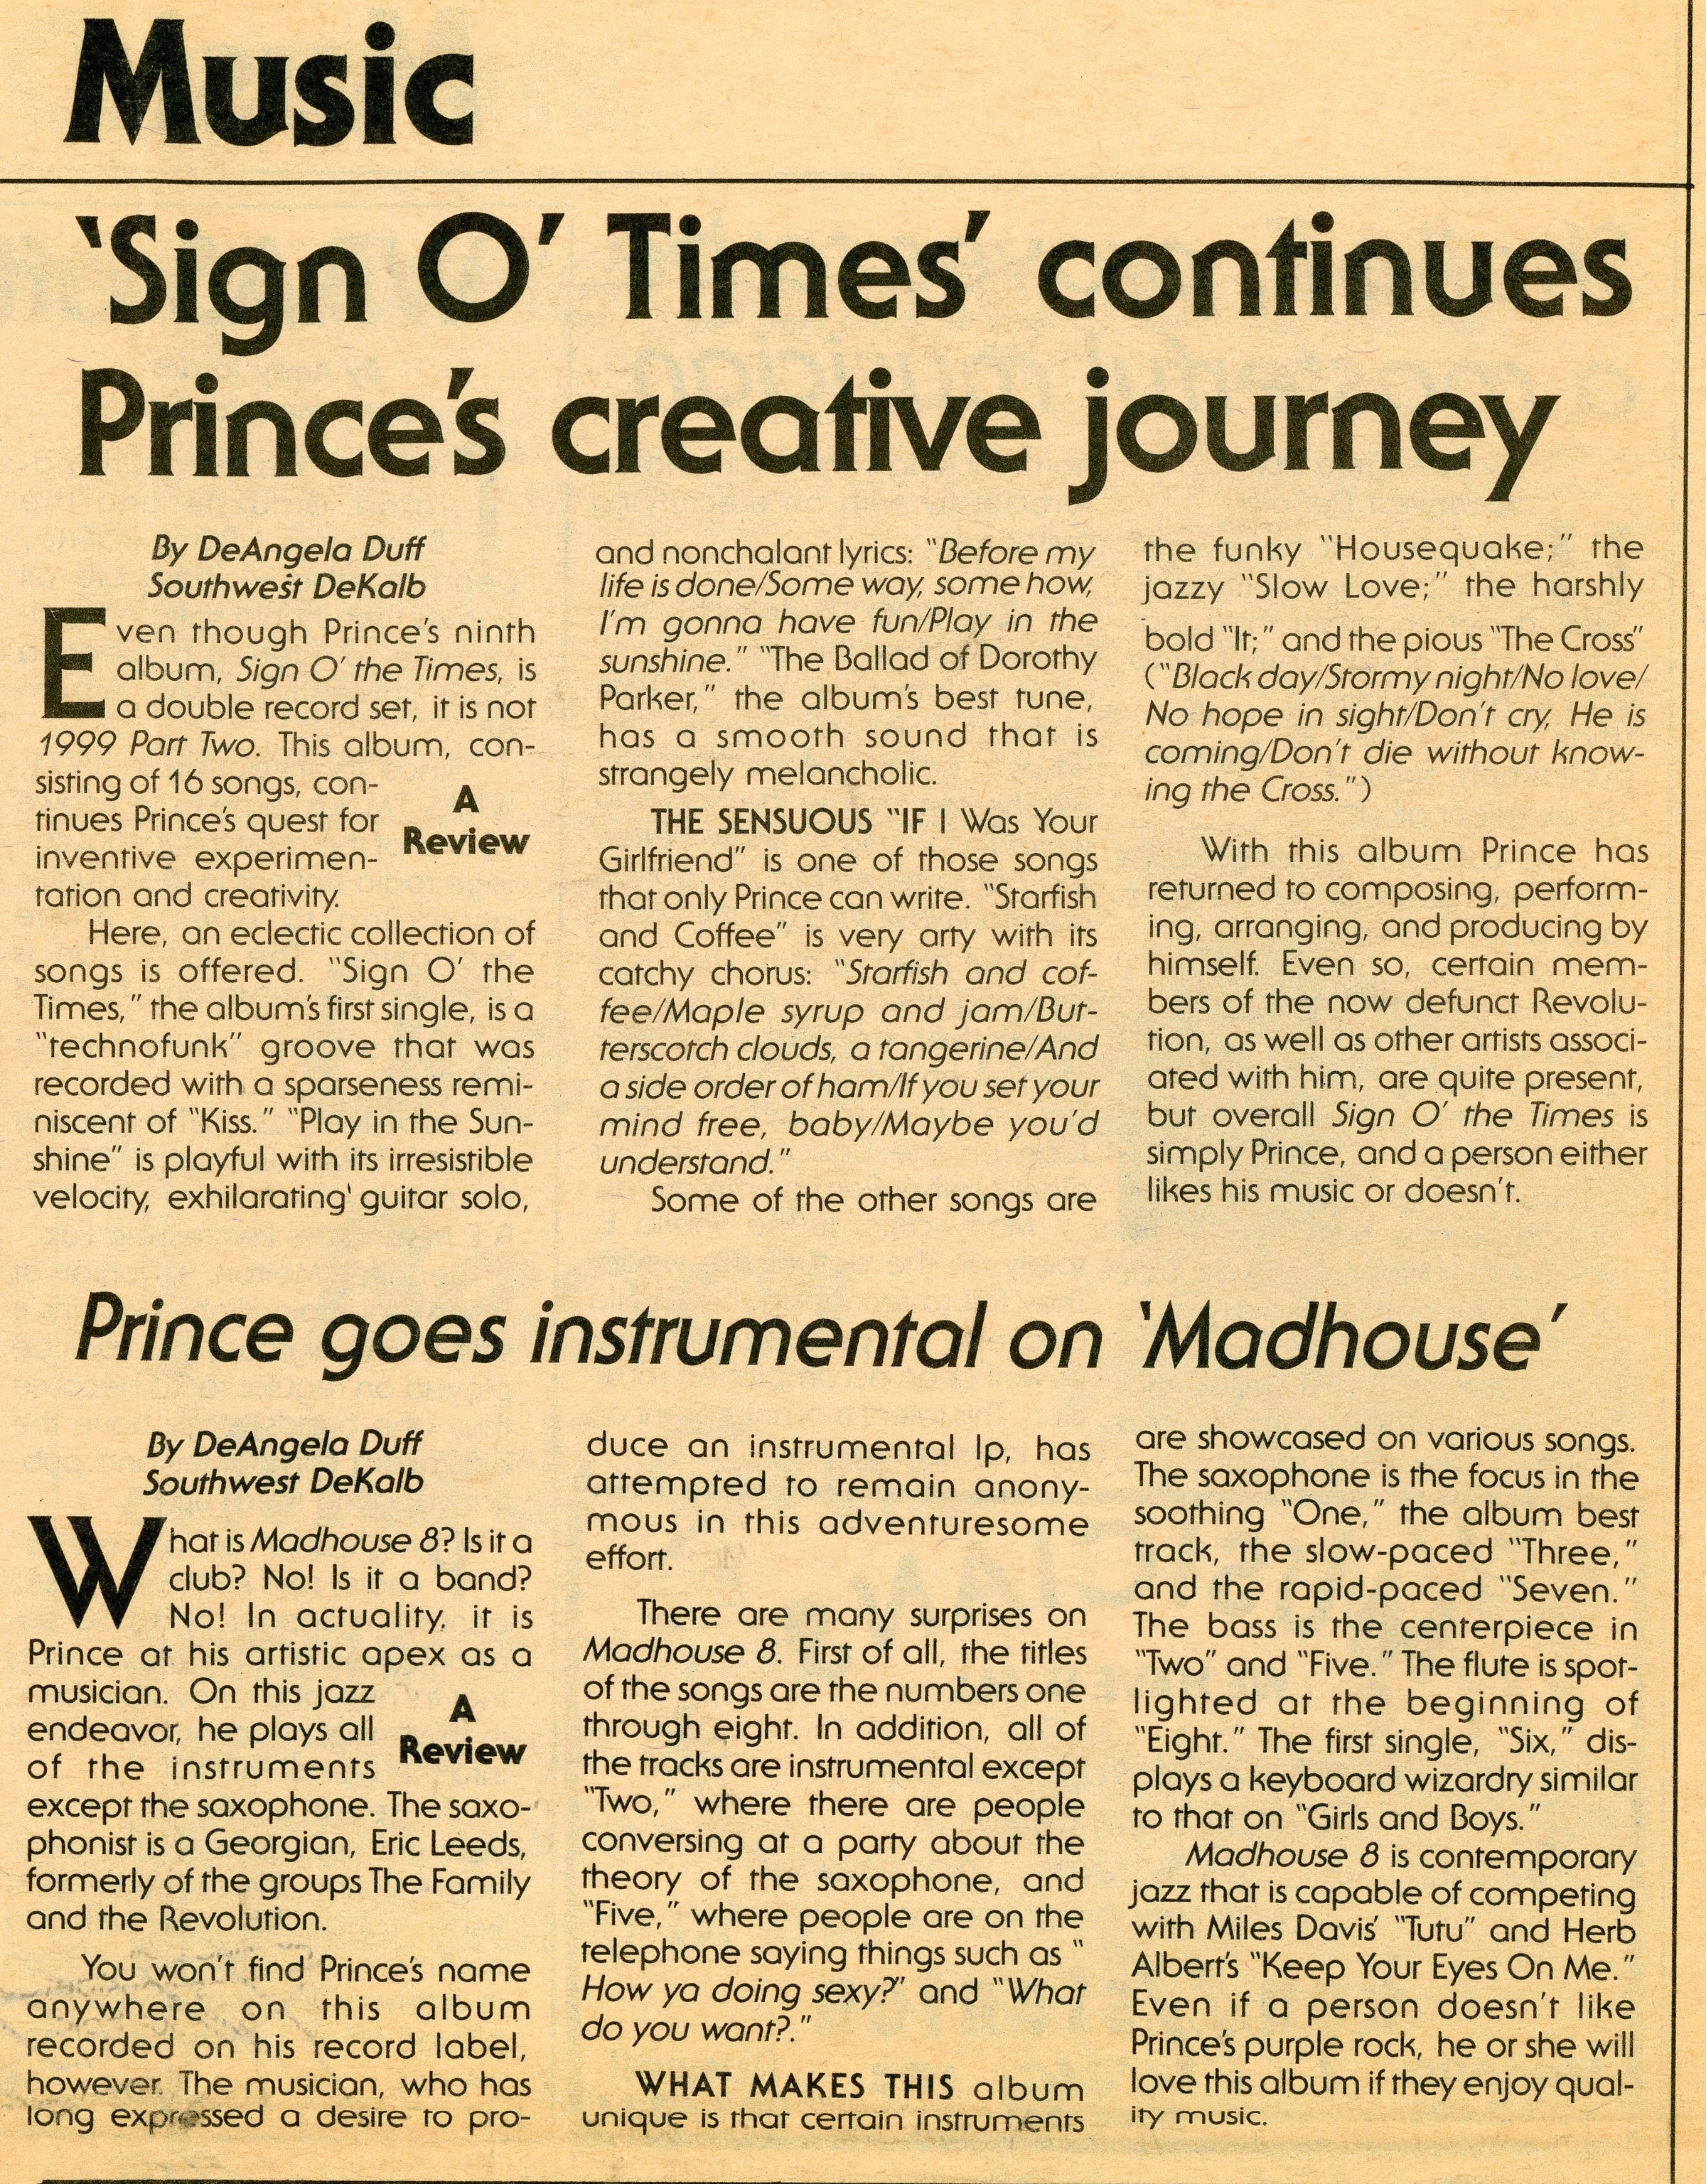 Music
‘Sign O’ Times’ continues
Prince’s creative journey
By DeAngela Duff
Southwest DeKalb
Even though Prince’s ninth
album, Sign O’ the Times, is
a double record set, it is not
1999 Part Two. This album, con-
sisting of 16 songs, con-
tinues Prince’s quest for
inventive experimen-
tation and creativity.
A
Review
Here, an eclectic collection of
songs is offered. “Sign O’ the
Times,” the album’s first single, is a
“technofunk” groove that was
recorded with a sparseness remi-
niscent of “Kiss.” “Play in the Sun-
shine” is playful with its irresistible
velocity, exhilarating guitar solo,
and nonchalant lyrics: “Before my
life is done/Some way, some how,
I’m gonna have fun/Play in the
sunshine.” “The Ballad of Dorothy
Parker,” the album’s best tune,
has a smooth sound that is
strangely melancholic.
THE SENSUOUS “IF I Was Your
Girlfriend” is one of those songs
that only Prince can write. “Starfish
and Coffee” is very arty with its
catchy chorus: “Starfish and cof-
fee/Maple syrup and jam/But-
terscotch clouds, a tangerine/And
a side order of ham/If you set your
mind free, baby/Maybe you’d
understand.”
Some of the other songs are
the funky “Housequake;” the
jazzy “Slow Love;” the harshly
bold “It;” and the pious “The Cross”
(“Black day/Stormy night/No love/
No hope in sight/Don’t cry, He is
coming/Don’t die without know-
ing the Cross.”)
With this album Prince has
returned to composing, perform-
ing, arranging, and producing by
himself. Even so, certain mem-
bers of the now defunct Revolu-
tion, as well as other artists associ-
ated with him, are quite present,
but overall Sign O’ the Times is
simply Prince, and a person either
likes his music or doesn’t.
Prince goes instrumental on ‘Madhouse’
By DeAngela Duff
Southwest DeKalb
What is Madhouse 8? Is it a
club? No! Is it a band?
No! In actuality, it is
Prince at his artistic apex as a
musician. On this jazz
endeavor, he plays all
of the instruments
A
Review
except the saxophone. The saxo-
phonist is a Georgian, Eric Leeds,
formerly of the groups The Family
and the Revolution.
You won’t find Prince’s name
anywhere on this album
recorded on his record label,
however. The musician, who has
long expressed a desire to pro-
duce an instrumental lp, has
attempted to remain anony-
mous in this adventuresome
effort.
There are many surprises on
Madhouse 8. First of all, the titles
of the songs are the numbers one
through eight. In addition, all of
the tracks are instrumental except
“Two,” where there are people
conversing at a party about the
theory of the saxophone, and
“Five,” where people are on the
telephone saying things such as “
How ya doing sexy?” and “What
do you want?.”
WHAT MAKES THIS album
unique is that certain instruments
are showcased on various songs.
The saxophone is the focus in the
soothing “One,” the album best
track, the slow-paced “Three,”
and the rapid-paced “Seven.”
The bass is the centerpiece in
“Two” and “Five.” The flute is spot-
lighted at the beginning of
“Eight.” The first single, “Six,” dis-
plays a keyboard wizardry similar
to that on “Girls and Boys.”
Madhouse 8 is contemporary
jazz that is capable of competing
with Miles Davis’ “Tutu” and Herb
Albert’s “Keep Your Eyes On Me.”
Even if a person doesn’t like
Prince’s purple rock, he or she will
love this album if they enjoy qual-
ity music.